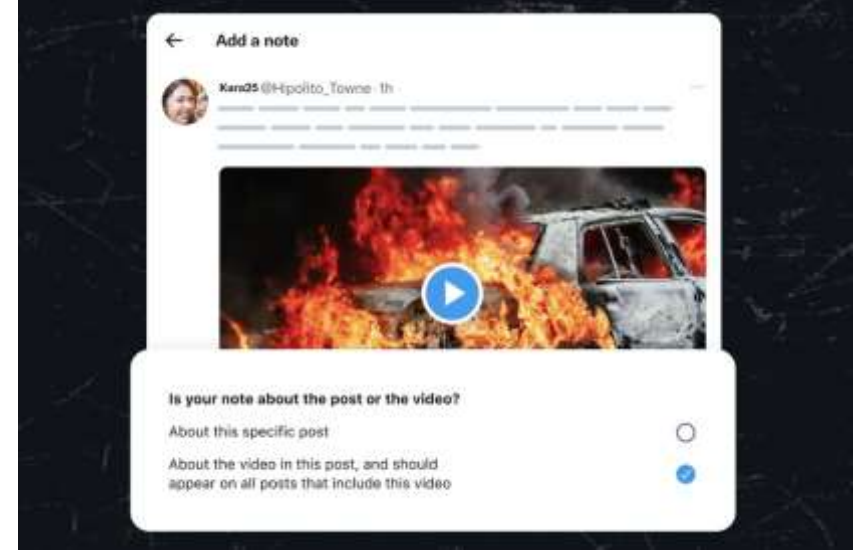 Add a note
Kara25 @Hipolito_Towne · 1h
Is your note about the post or the video?
About this specific post
About the video in this post, and should
appear on all posts that include this video